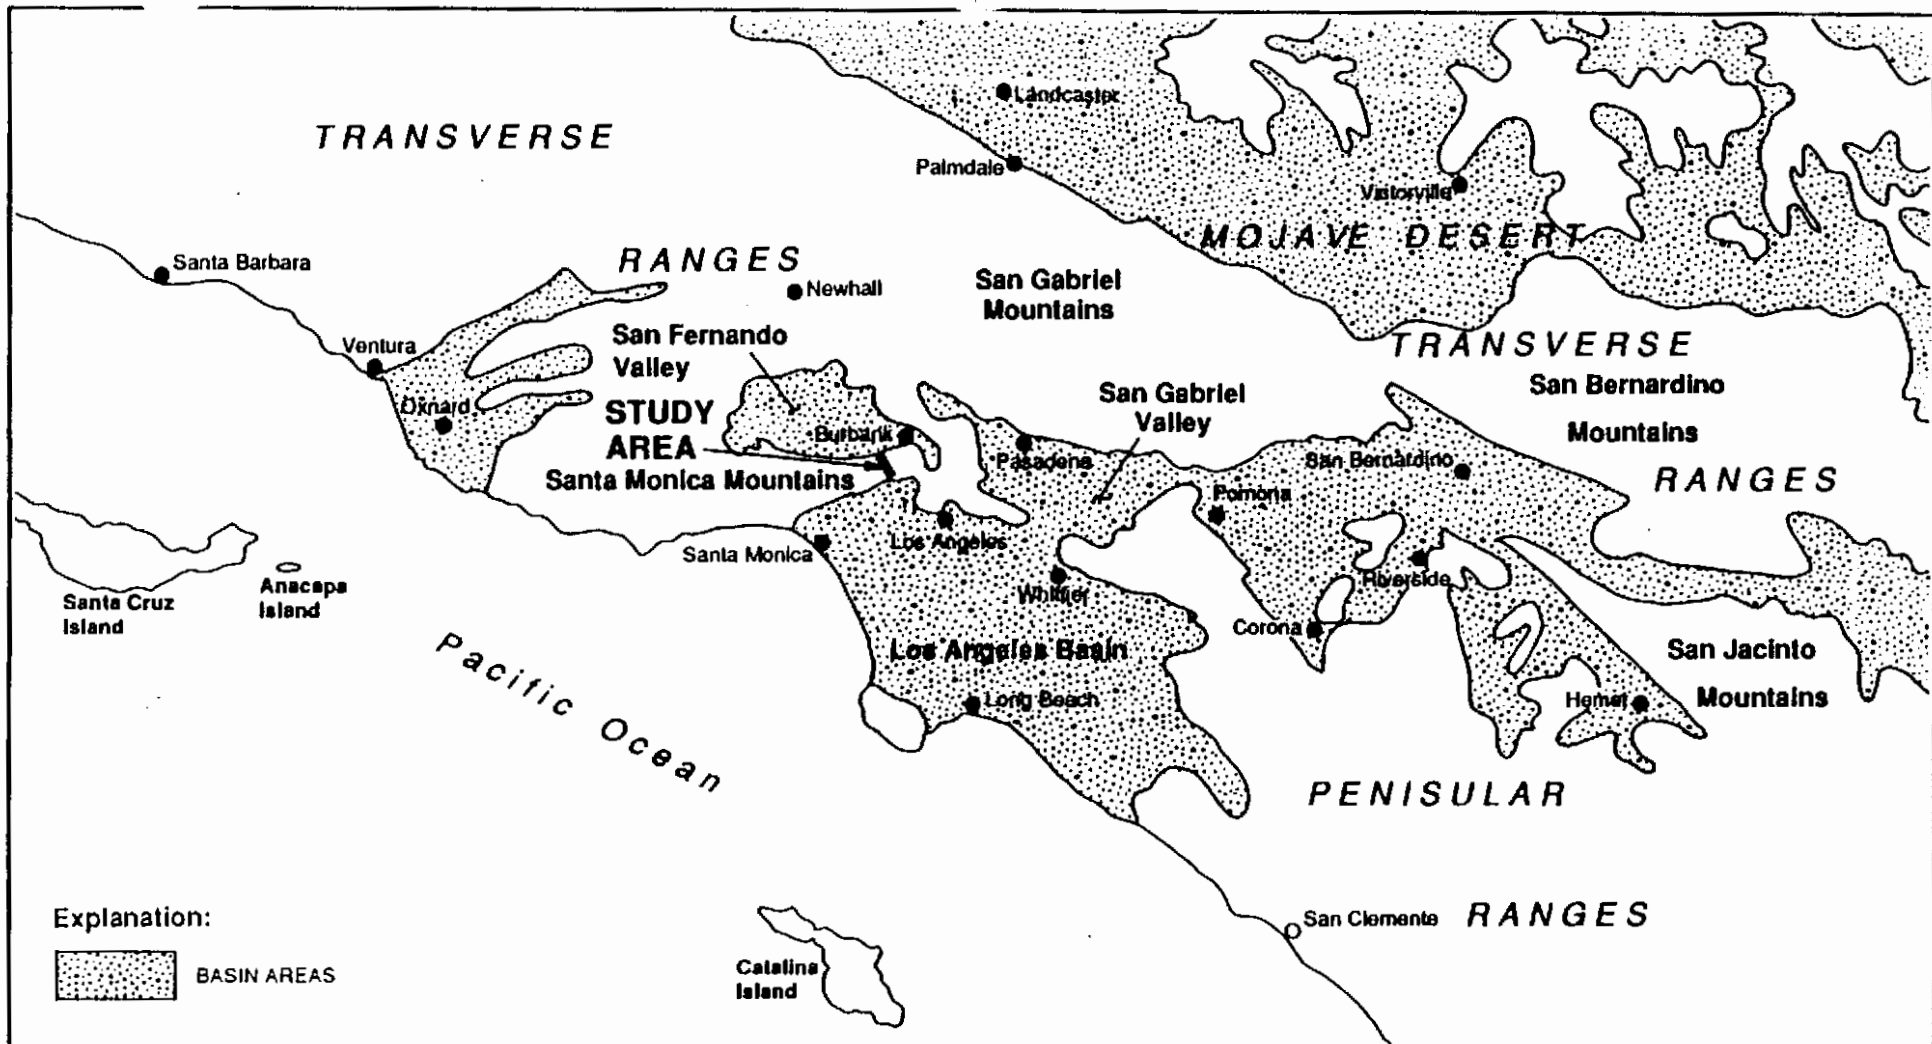 Landcaster
TRANSVERSE
Palmdale
Victorville
MOJAVE DESERT
Santa Barbara
RANGES
Newhall
San Gabriel
Mountains
San Fernando
Valley
Ventura
TRANSVERSE
San Bernardino
Mountains
San Gabriel
Valley
Oxnard
STUDY
AREA
Burbank
Pasadena
San Bernardino
RANGES
Santa Monica Mountains
Pomona
Los Angeles
Santa Monica
Riverside
Anacapa
Island
Santa Cruz
Island
Whittier
Corona
Los Angeles Basin
San Jacinto
Mountains
Pacific Ocean
Long Beach
Hemet
PENISULAR
San Clemente
RANGES
Explanation:
BASIN AREAS
Catalina
Island